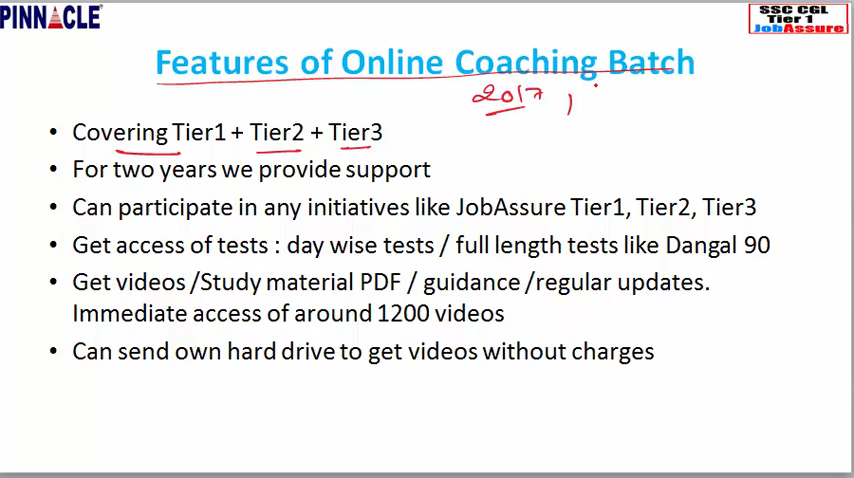 PINNACLE
SSC CGL
Tier 1
JobAssure
Features of Online Coaching Batch
2017 ,
• Covering Tier1 + Tier2 + Tier3
• For two years we provide support
• Can participate in any initiatives like JobAssure Tier1, Tier2, Tier3
• Get access of tests : day wise tests / full length tests like Dangal 90
• Get videos /Study material PDF / guidance /regular updates.
Immediate access of around 1200 videos
• Can send own hard drive to get videos without charges